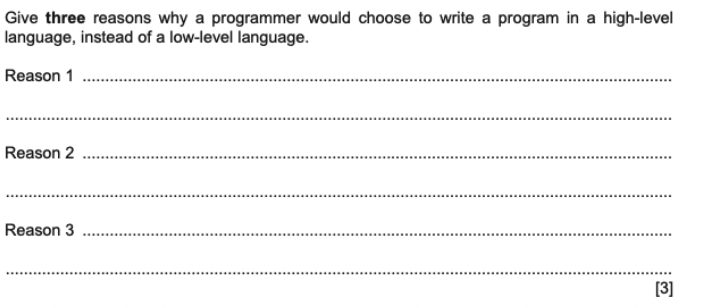 Give three reasons why a programmer would choose to write a program in a high-level
language, instead of a low-level language.
Reason 1 ....................................................................................................................................
....................................................................................................................................................
Reason 2 ....................................................................................................................................
....................................................................................................................................................
Reason 3 ....................................................................................................................................
....................................................................................................................................................
[3]